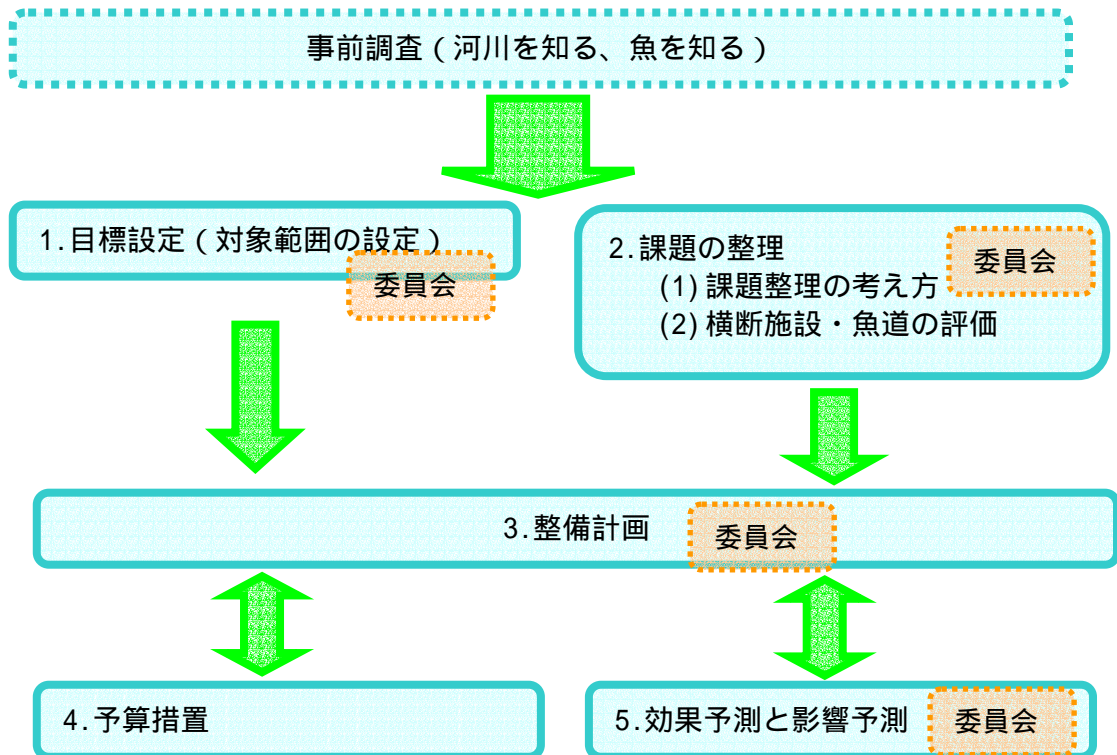 事前調査（河川を知る、魚を知る）
1.目標設定（対象範囲の設定）
委員会
2.課題の整理
委員会
(1) 課題整理の考え方
(2) 横断施設・魚道の評価
3.整備計画
委員会
4.予算措置
5.効果予測と影響予測
委員会